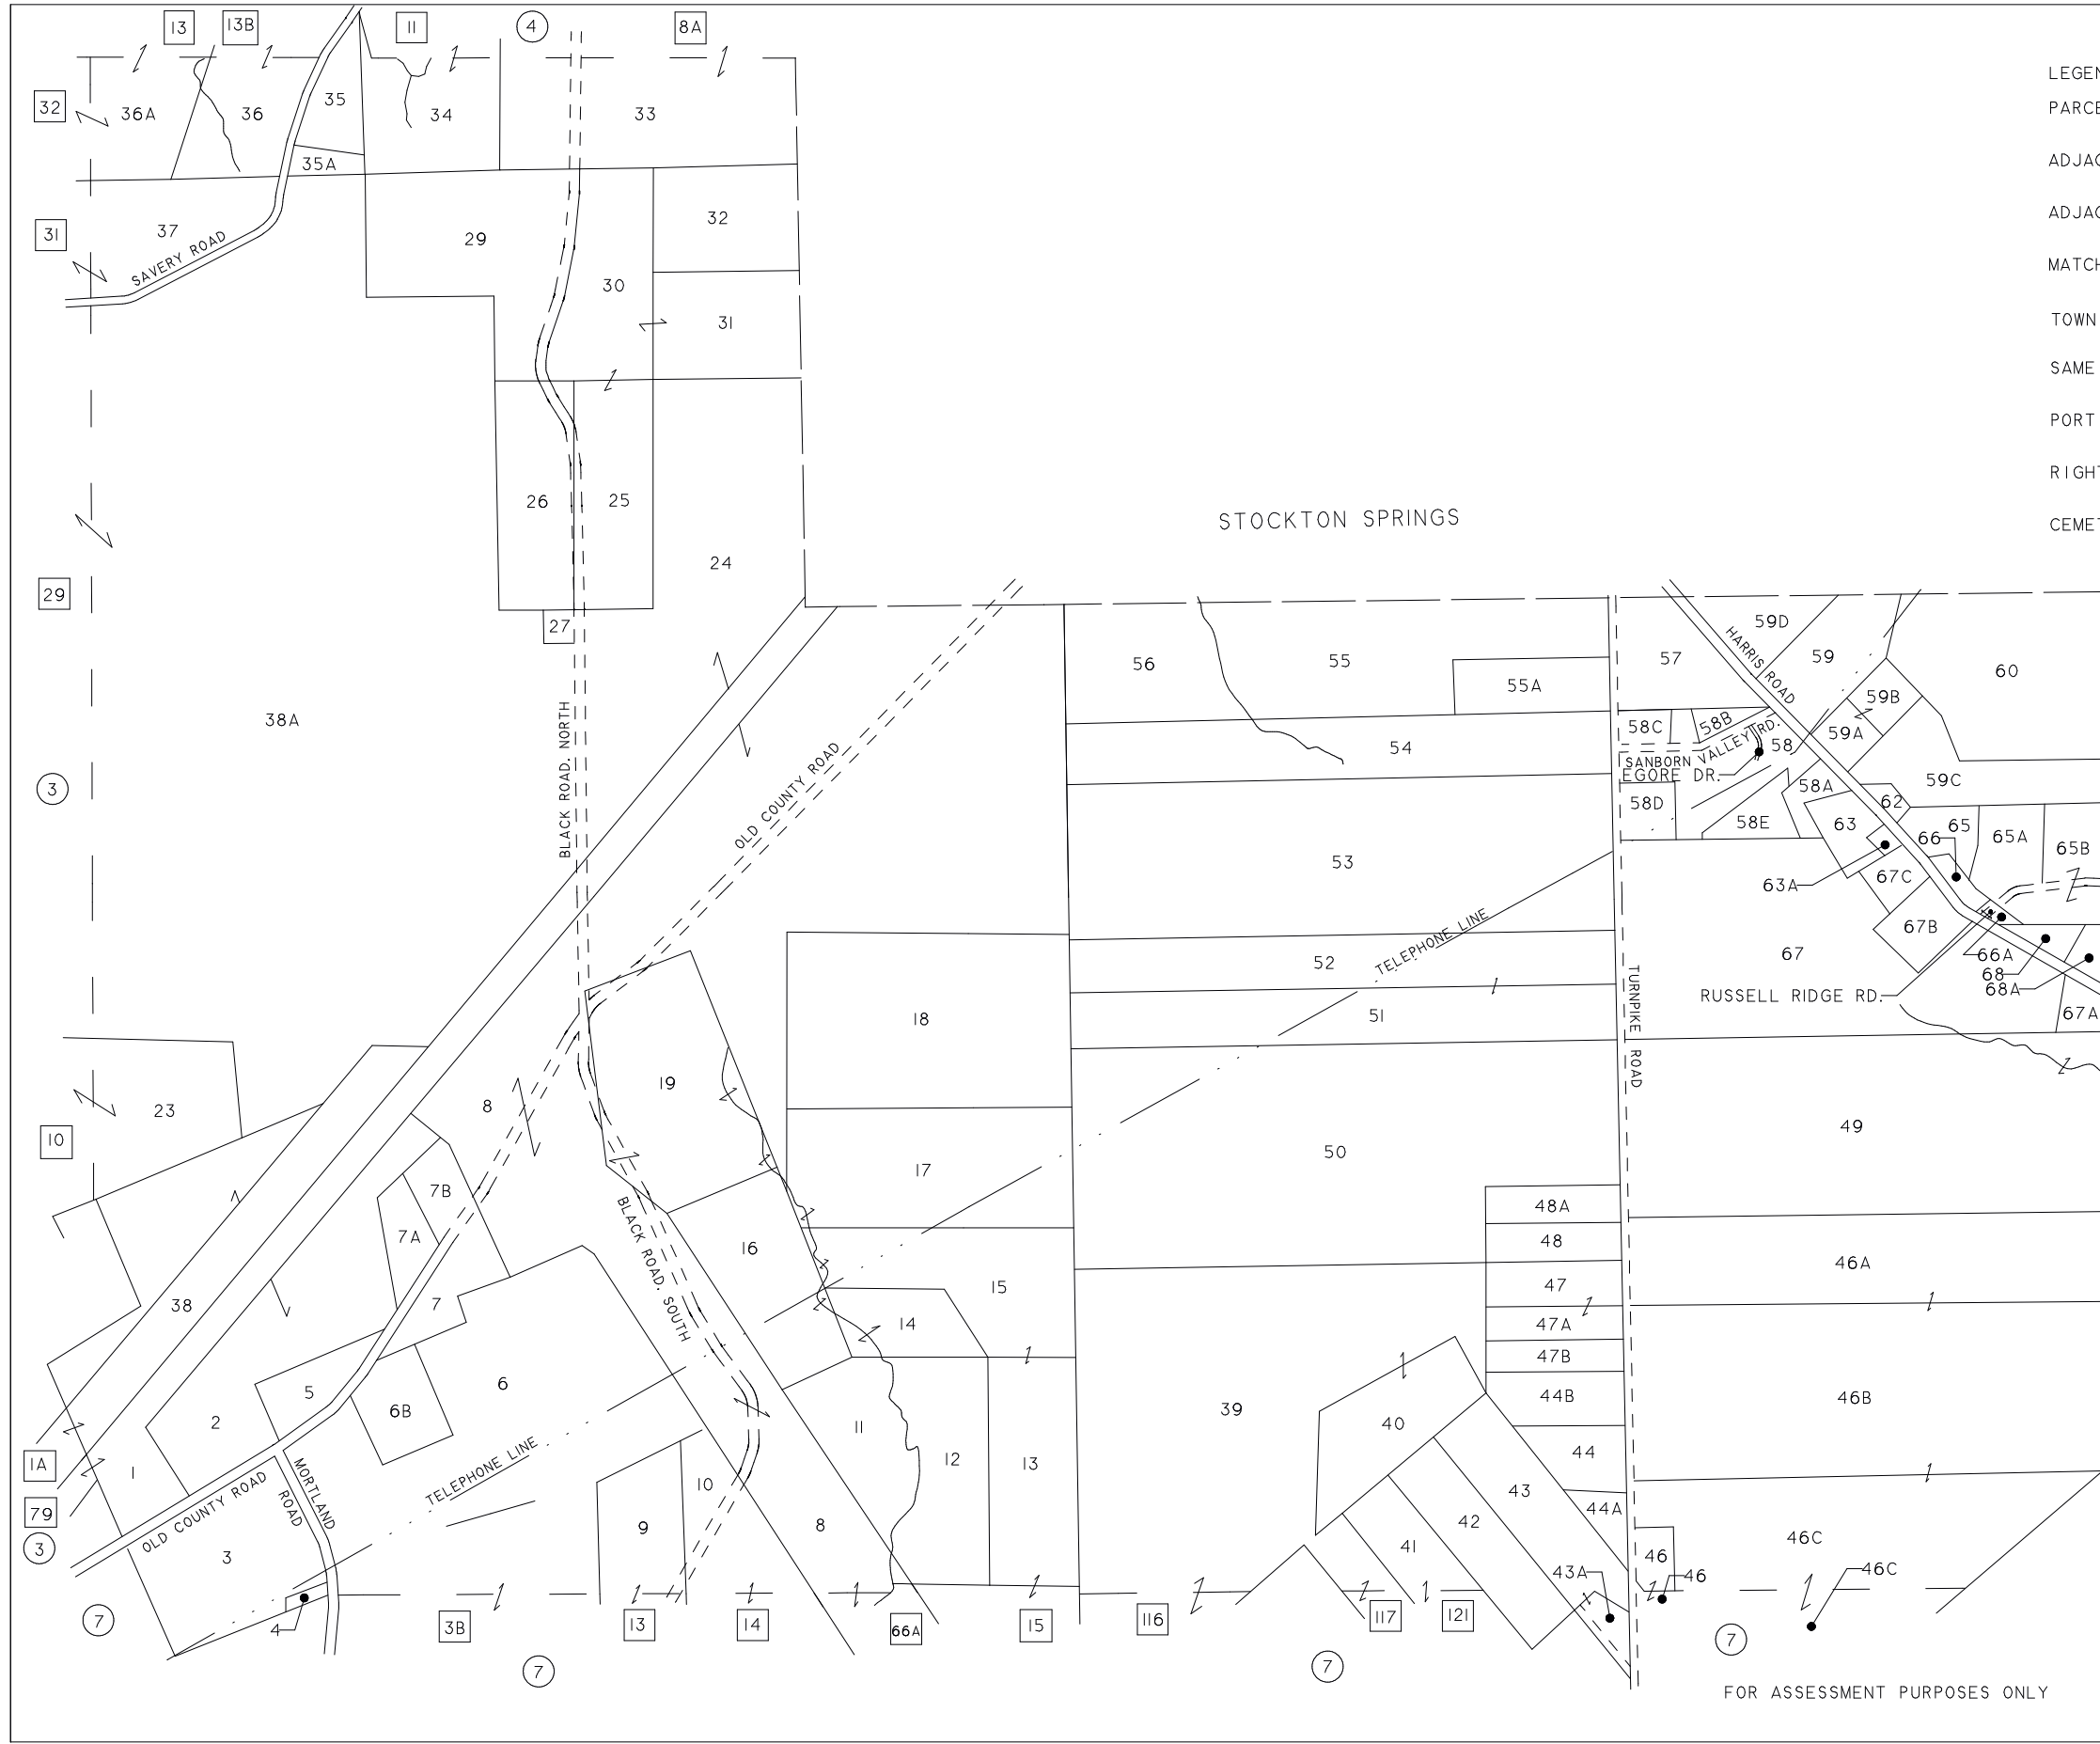 13 13B 11 4 8A
LEGEN
PARCE
ADJAC
ADJAC
MATCH
TOWN
SAME
PORT
RIGHT
CEMET
32 36A 36 35 34 33
35A
31 37 29 32
SAVERY ROAD
30
31
26 25
STOCKTON SPRINGS
29 24
27
38A
3
BLACK ROAD, NORTH
OLD COUNTY ROAD
56 55 55A 57 59D 59 60
HARRIS ROAD
59B
58C 58B 58 59A
54
SANBORN VALLEY RD.
EGORE DR.
58D 58E 58A 59C
62
63 66 65 65A 65B
53
63A 67C
67B
TELEPHONE LINE
52 67 66A
68
68A
RUSSELL RIDGE RD.
67A
18 51
TURNPIKE ROAD
19
23 8
10
49
17 50
7B
7A
BLACK ROAD, SOUTH
48A
48
16
46A
47
15
38 7 14
47A
47B
5 6 44B 46B
2 6B 11 39 40
44
1A 1 12 13
MORTLAND ROAD
TELEPHONE LINE
10 43
79
OLD COUNTY ROAD
44A
9 8 42
3
3 41
46C
46
43A 46 46C
4
7 3B 13 14 66A 15 116 117 121
7
7 7
FOR ASSESSMENT PURPOSES ONLY